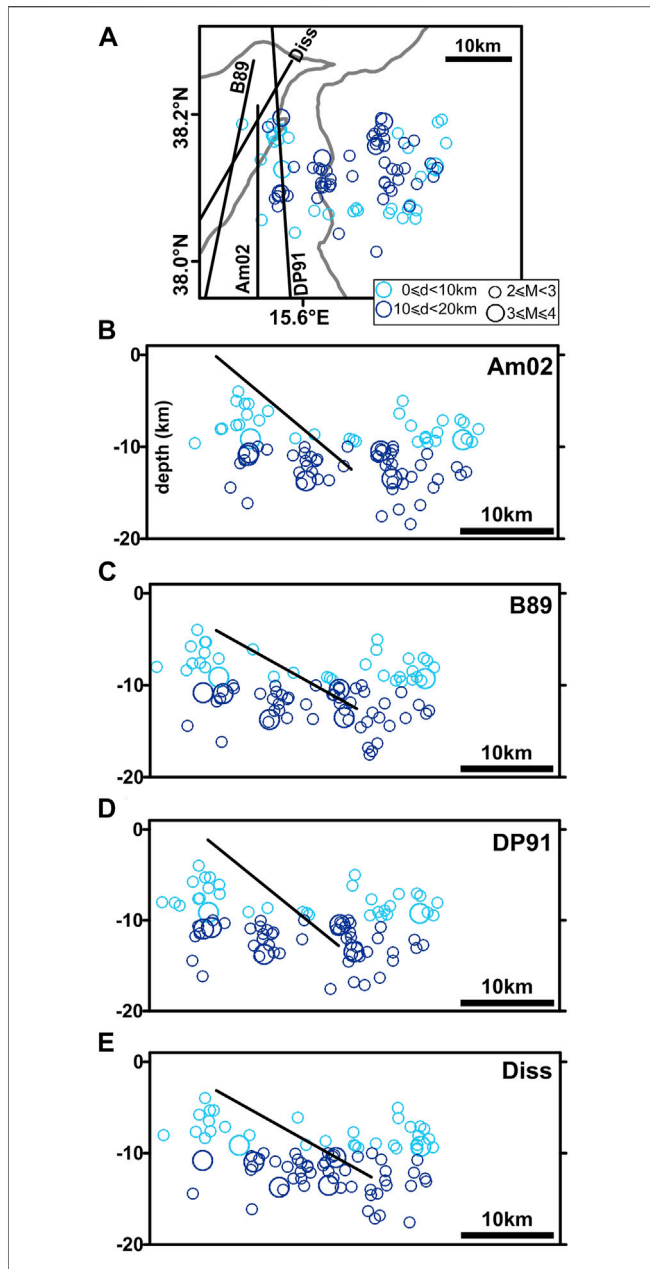 A
B89
Diss
10km
38.2°N
38.0°N
Am02
DP91
15.6°E
0≤d<10km 2≤M<3
10≤d<20km 3≤M≤4
B
0
Am02
-10
depth (km)
10km
-20
C
0
B89
-10
10km
-20
D
0
DP91
-10
10km
-20
E
0
Diss
-10
10km
-20